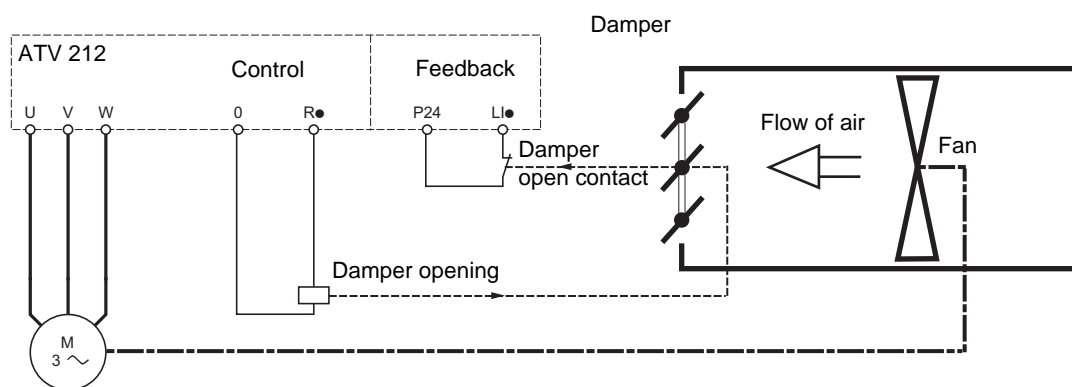 Damper
ATV 212
Control
Feedback
U V W 0 R● P24 LI●
Damper
open contact
Flow of air
Fan
Damper opening
M
3 ~